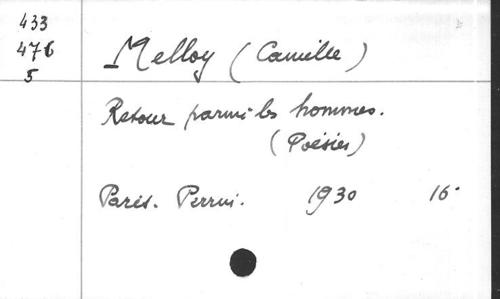 433
476
5
Melloy (Camille)
Retour parmi les hommes.
(Poésies)
Paris. Perrin. 1930 16°